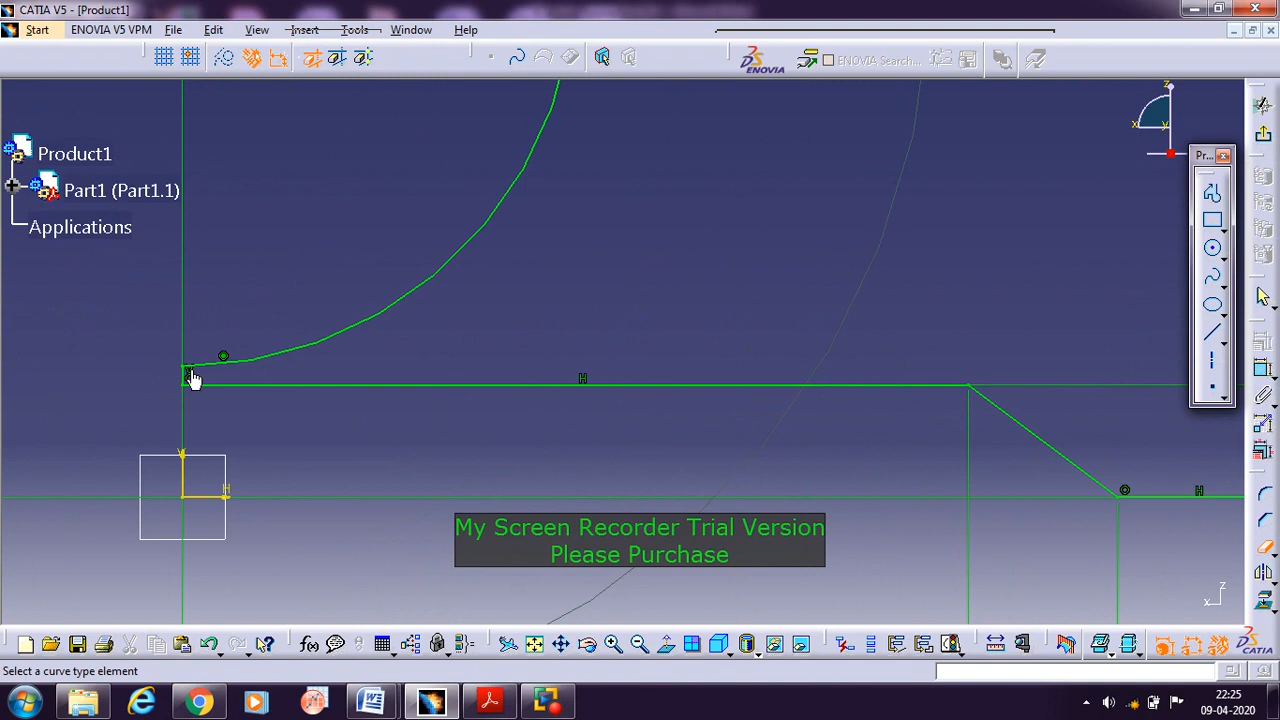 CATIA V5 - [Product1]
Start ENOVIA V5 VPM File Edit View Insert Tools Window Help
ENOVIA
ENOVIA Search...
z
x y
Product1
Part1 (Part1.1)
Applications
Pr...
H
V
H
H
My Screen Recorder Trial Version
Please Purchase
z
x
f(x)
CATIA
Select a curve type element
22:25
09-04-2020